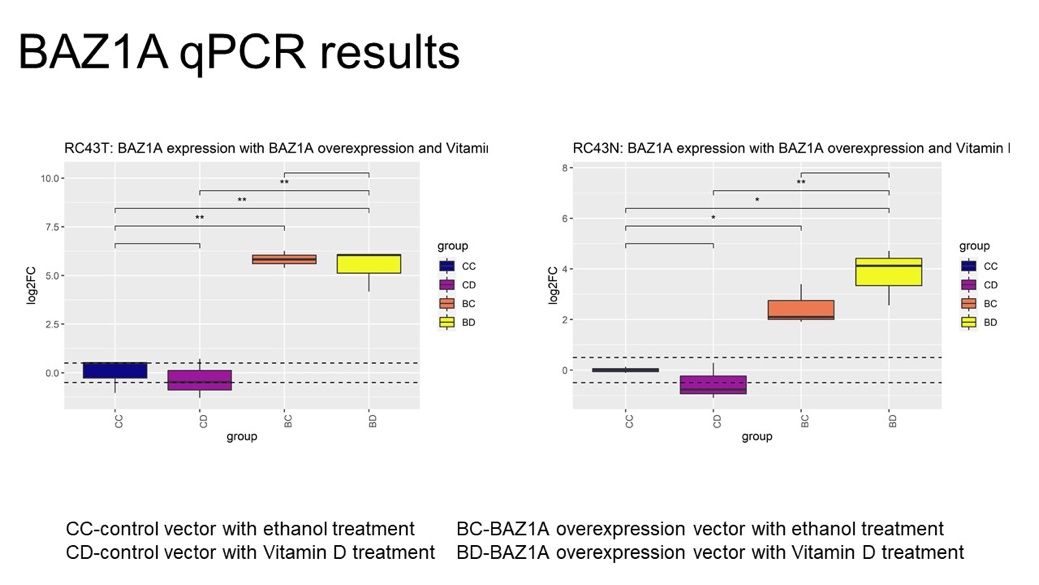 BAZ1A qPCR results
RC43T: BAZ1A expression with BAZ1A overexpression and Vitamin
10.0
7.5
5.0
2.5
0.0
log2FC
**
**
**
CC
CD
BC
BD
group
group
CC
CD
BC
BD
RC43N: BAZ1A expression with BAZ1A overexpression and Vitamin
8
6
4
2
0
log2FC
**
*
*
CC
CD
BC
BD
group
group
CC
CD
BC
BD
CC-control vector with ethanol treatment
CD-control vector with Vitamin D treatment
BC-BAZ1A overexpression vector with ethanol treatment
BD-BAZ1A overexpression vector with Vitamin D treatment